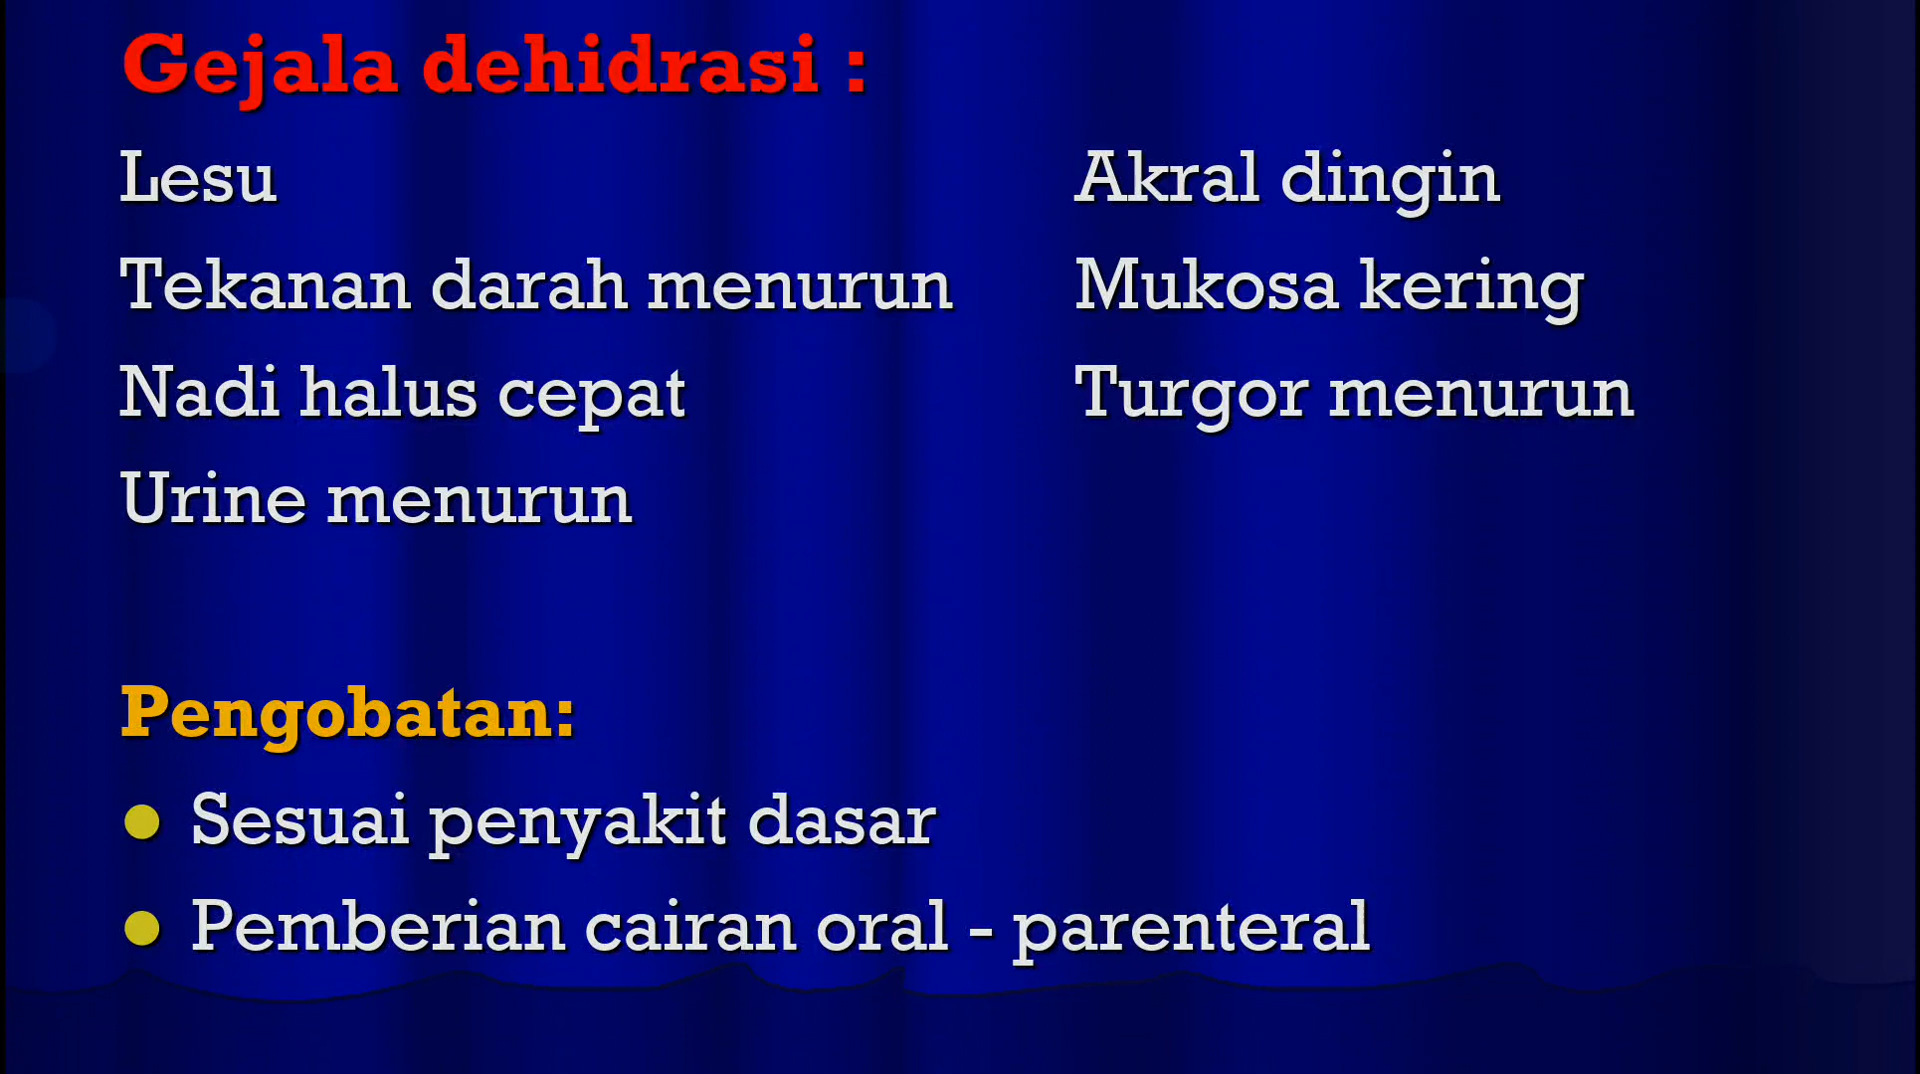 Gejala dehidrasi :
Lesu
Akral dingin
Tekanan darah menurun
Mukosa kering
Nadi halus cepat
Turgor menurun
Urine menurun
Pengobatan:
Sesuai penyakit dasar
Pemberian cairan oral - parenteral